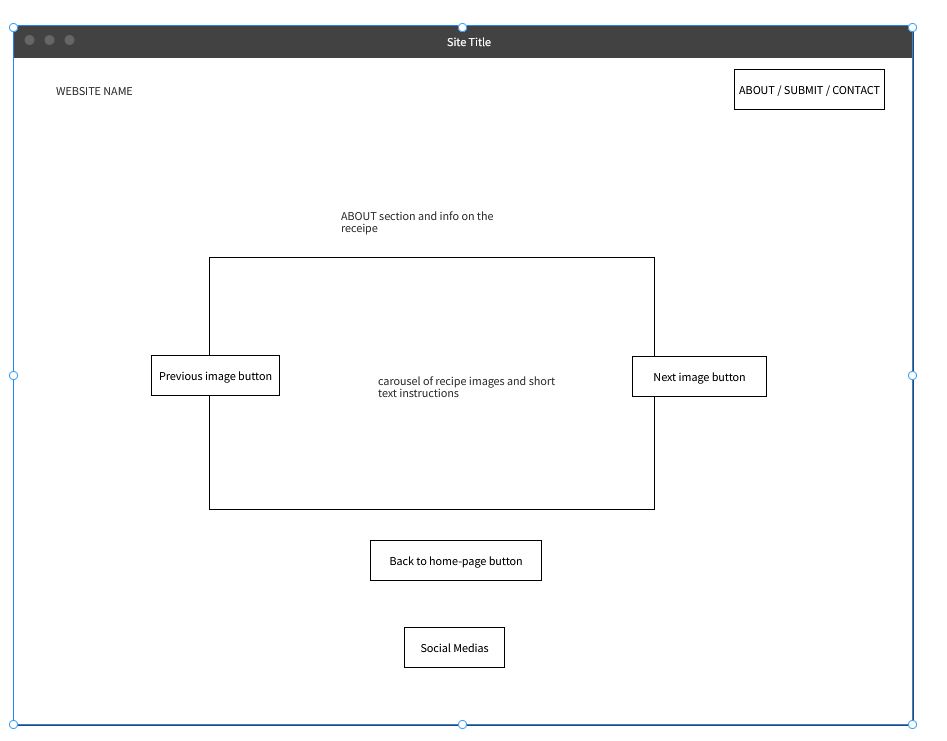 Site Title
WEBSITE NAME
ABOUT / SUBMIT / CONTACT
ABOUT section and info on the
receipe
Previous image button
carousel of recipe images and short
text instructions
Next image button
Back to home-page button
Social Medias